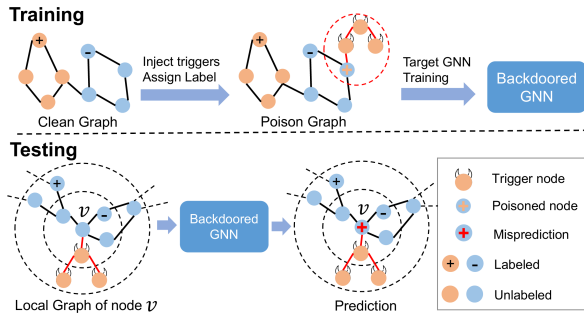 Training
Inject triggers
Assign Label
Target GNN
Training
Backdoored
GNN
Clean Graph
Poison Graph
Testing
v
Backdoored
GNN
v
Local Graph of node v
Prediction
Trigger node
Poisoned node
Misprediction
Labeled
Unlabeled